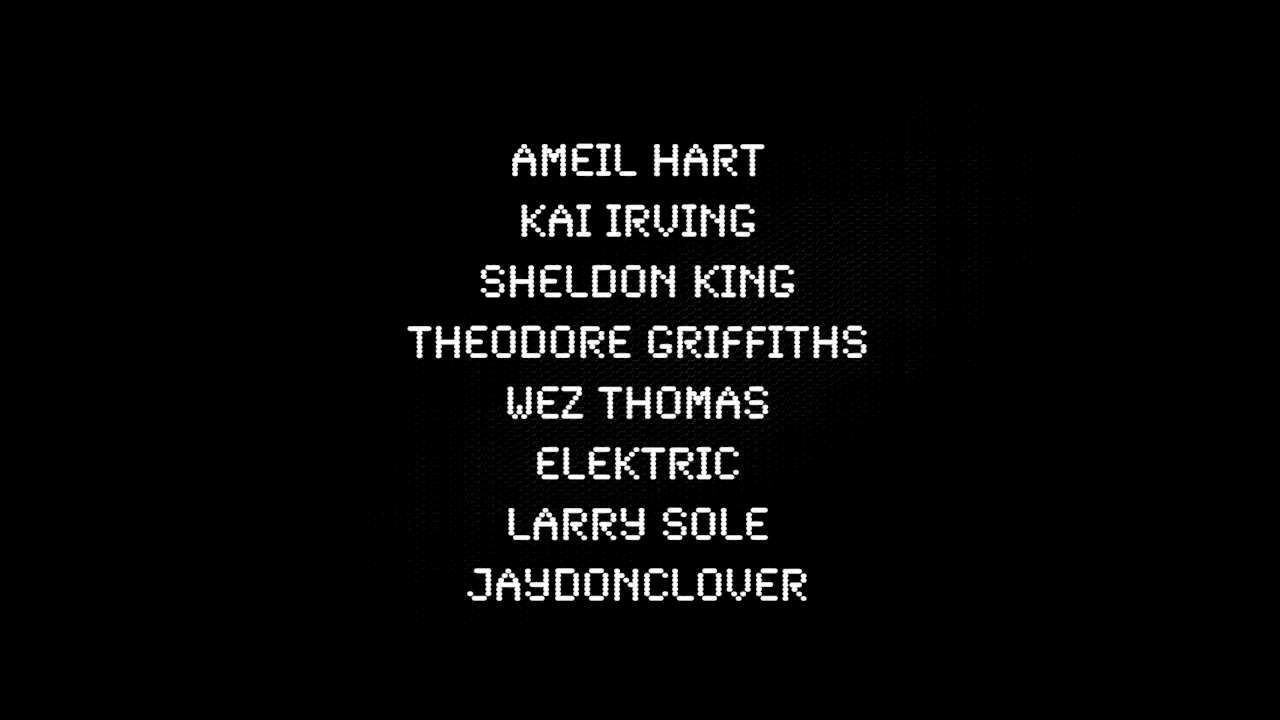 AMEIL HART
KAI IRVING
SHELDON KING
THEODORE GRIFFITHS
WEZ THOMAS
ELEKTRIC
LARRY SOLE
JAYDONCLOVER